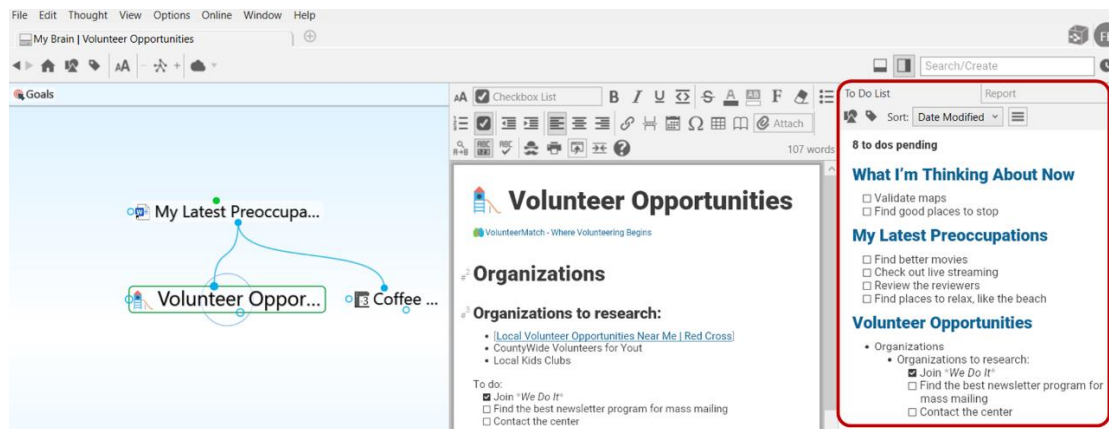 File Edit Thought View Options Online Window Help
My Brain | Volunteer Opportunities
AA
Search/Create
Goals
My Latest Preoccupa...
Volunteer Oppor...
Coffee ...
AA Checkbox List B I U S A F
Attach
ABC
107 words
Volunteer Opportunities
VolunteerMatch - Where Volunteering Begins
Organizations
Organizations to research:
[Local Volunteer Opportunities Near Me | Red Cross]
CountyWide Volunteers for Yout
Local Kids Clubs
To do:
Join *We Do It*
Find the best newsletter program for mass mailing
Contact the center
To Do List Report
Sort: Date Modified
8 to dos pending
What I'm Thinking About Now
Validate maps
Find good places to stop
My Latest Preoccupations
Find better movies
Check out live streaming
Review the reviewers
Find places to relax, like the beach
Volunteer Opportunities
Organizations
Organizations to research:
Join *We Do It*
Find the best newsletter program for
mass mailing
Contact the center